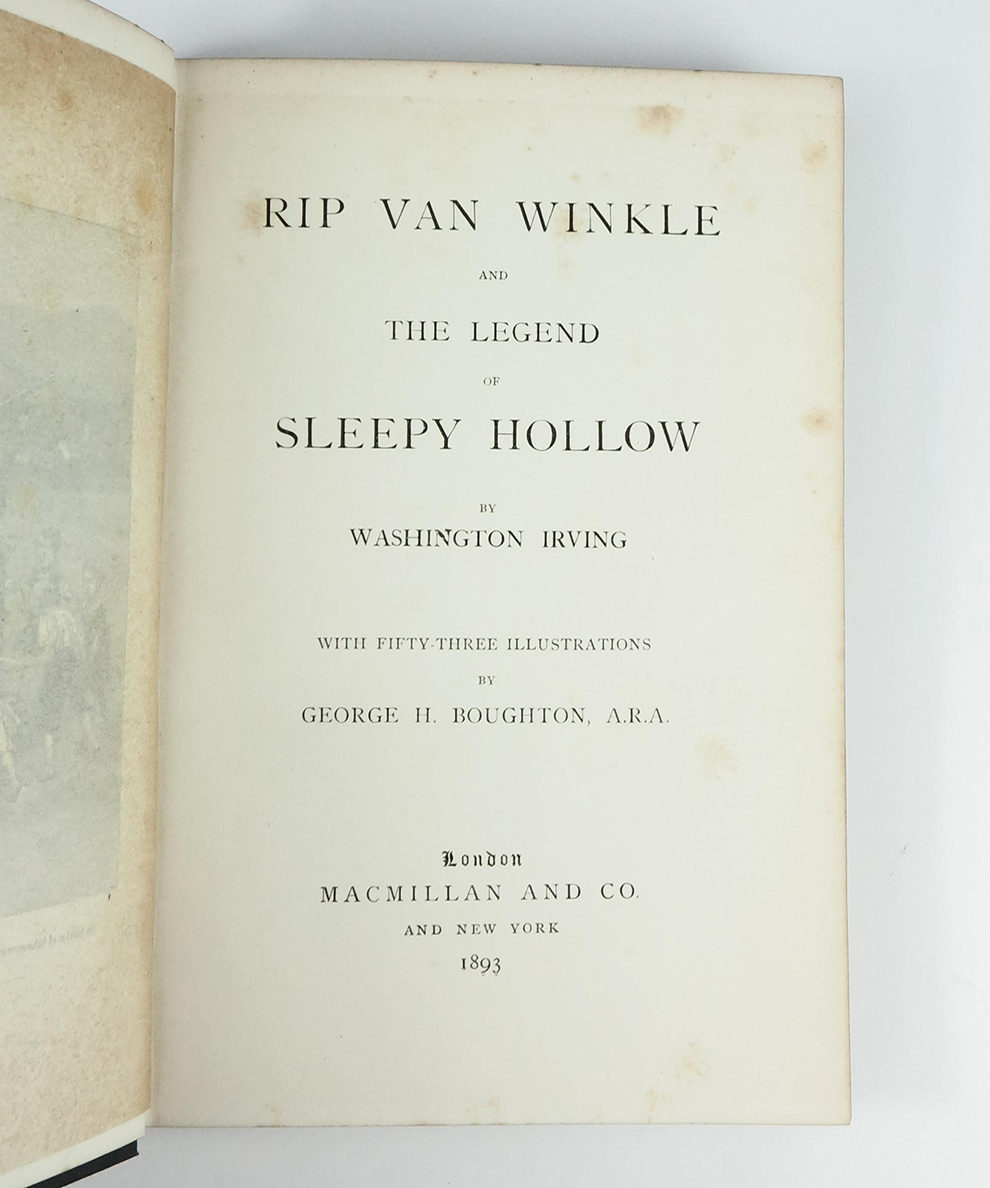 RIP VAN WINKLE
AND
THE LEGEND
OF
SLEEPY HOLLOW
BY
WASHINGTON IRVING
WITH FIFTY-THREE ILLUSTRATIONS
BY
GEORGE H. BOUGHTON, A.R.A.
London
MACMILLAN AND CO.
AND NEW YORK
1893